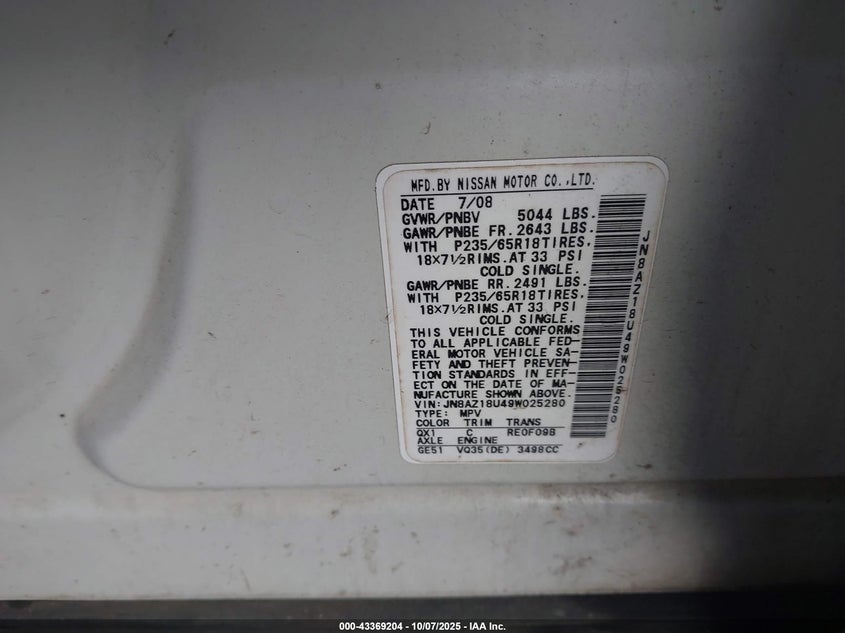 MFD.BY NISSAN MOTOR CO.,LTD.
DATE 7/08
GVWR/PNBV 5044 LBS.
GAWR/PNBE FR.2643 LBS.
WITH P235/65R18TIRES,
18×7½RIMS.AT 33 PSI
COLD SINGLE.
GAWR/PNBE RR.2491 LBS.
WITH P235/65R18TIRES,
18×7½RIMS.AT 33 PSI
COLD SINGLE.
THIS VEHICLE CONFORMS
TO ALL APPLICABLE FED-
ERAL MOTOR VEHICLE SA-
FETY AND THEFT PREVEN-
TION STANDARDS IN EFF-
ECT ON THE DATE OF MA-
NUFACTURE SHOWN ABOVE.
VIN:JN8AZ18U49W025280
TYPE: MPV
COLOR TRIM TRANS
QX1 C RE0F09B
AXLE ENGINE
GE51 VQ35(DE) 3498CC
JN8AZ18U49W025280
000-43369204 - 10/07/2025 - IAA Inc.